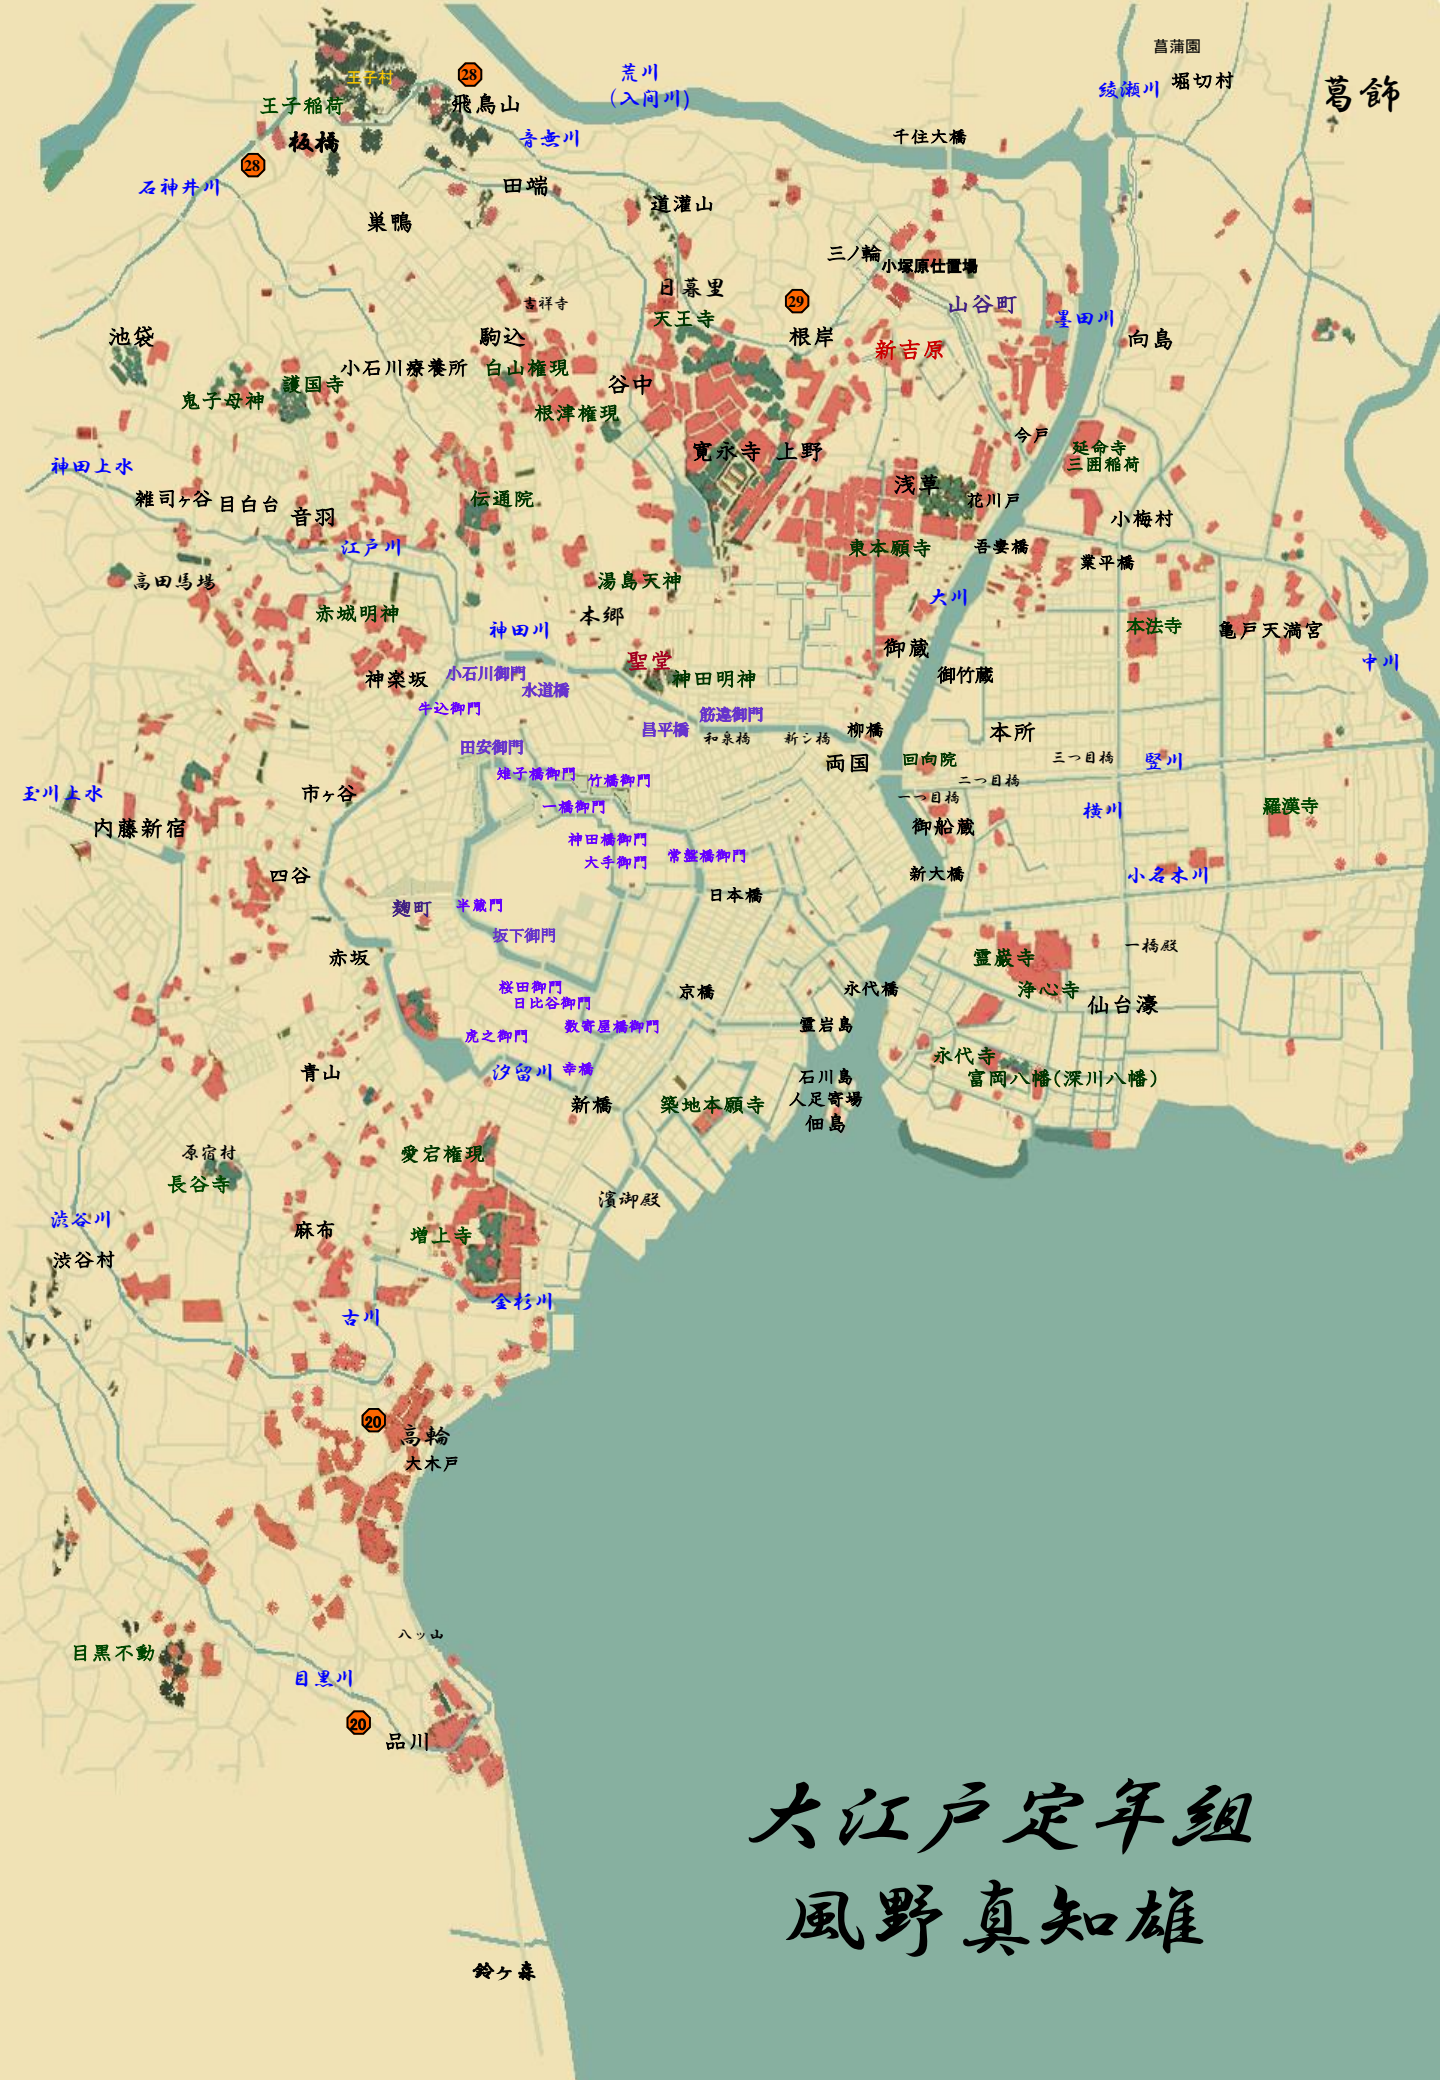 菖蒲園
堀切村
葛飾
綾瀬川
荒川
(入间川)
王子村
28
飛鳥山
王子稲荷
板橋
28
音無川
千住大橋
石神井川
田端
道灌山
巣鴨
三ノ輪
小塚原仕置場
日暮里
吉祥寺
29
山谷町
墨田川
天王寺
池袋
駒込
根岸
向島
新吉原
小石川療養所
白山権現
護国寺
谷中
鬼子母神
根津権現
寛永寺
上野
今戸
延命寺
三囲稲荷
神田上水
雑司ヶ谷
目白台
音羽
伝通院
浅草
花川戸
小梅村
江戸川
東本願寺
吾妻橋
業平橋
高田馬場
湯島天神
大川
赤城明神
本郷
神田川
本法寺
亀戸天満宮
御蔵
聖堂
中川
神楽坂
小石川御門
神田明神
御竹蔵
水道橋
牛込御門
筋違御門
昌平橋
和泉橋
新シ橋
柳橋
本所
田安御門
両国
回向院
三つ目橋
竪川
雉子橋御門
竹橋御門
二つ目橋
玉川上水
市ヶ谷
一橋御門
一つ目橋
横川
羅漢寺
内藤新宿
神田橋御門
御船蔵
大手御門
常盤橋御門
四谷
新大橋
小名木川
日本橋
麹町
半蔵門
坂下御門
一橋殿
赤坂
霊巌寺
桜田御門
京橋
永代橋
浄心寺
日比谷御門
仙台濠
数寄屋橋御門
霊岩島
虎之御門
永代寺
青山
汐留川
幸橋
石川島
富岡八幡(深川八幡)
人足寄場
新橋
築地本願寺
佃島
原宿村
愛宕権現
長谷寺
濱御殿
渋谷川
麻布
増上寺
渋谷村
金杉川
古川
20
高輪
大木戸
八ッ山
目黒不動
目黒川
20
品川
大江戸定年組
風野真知雄
鈴ヶ森